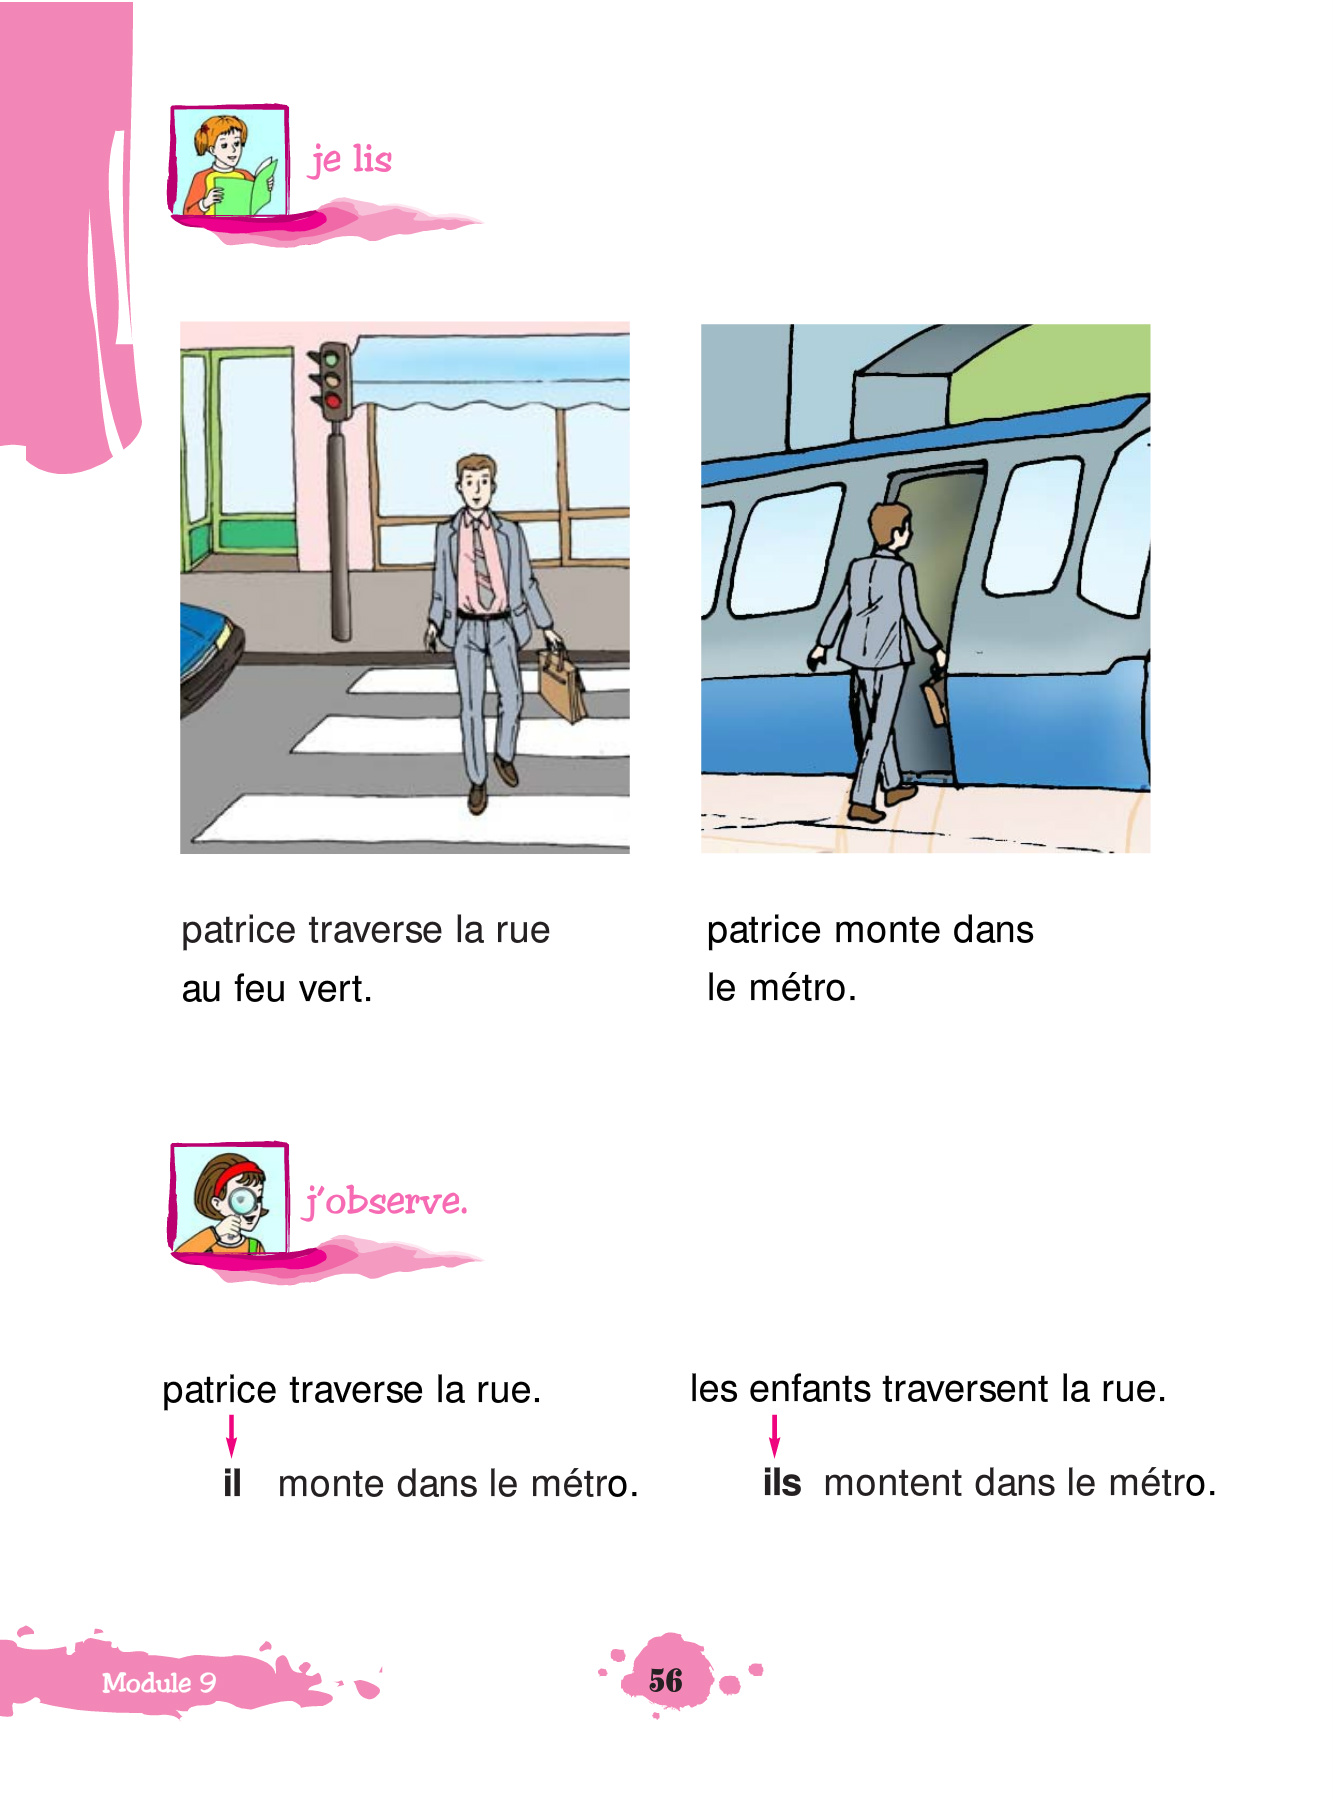 je lis
patrice traverse la rue
au feu vert.
patrice monte dans
le métro.
j'observe.
patrice traverse la rue.
il monte dans le métro.
les enfants traversent la rue.
ils montent dans le métro.
Module 9
56